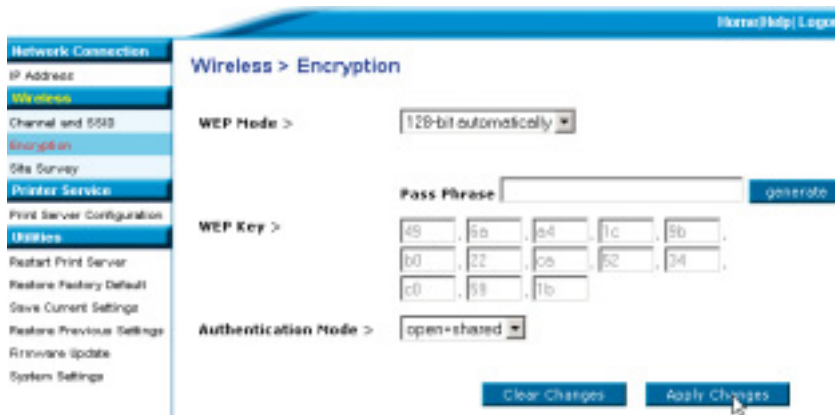 Home|Help| Logo
Network Connection
IP Address
Wireless
Channel and SSID
Encryption
Site Survey
Printer Service
Print Server Configuration
Utilities
Restart Print Server
Restore Factory Default
Save Current Settings
Restore Previous Settings
Firmware Update
System Settings
Wireless > Encryption
WEP Mode > 128-bit automatically
Pass Phrase generate
WEP Key > 49 . 6a . a4 . 1c . 9b .
b0 . 22 . ca . 52 . 34 .
c0 . 59 . 1b
Authentication Mode > open+shared
Clear Changes Apply Changes